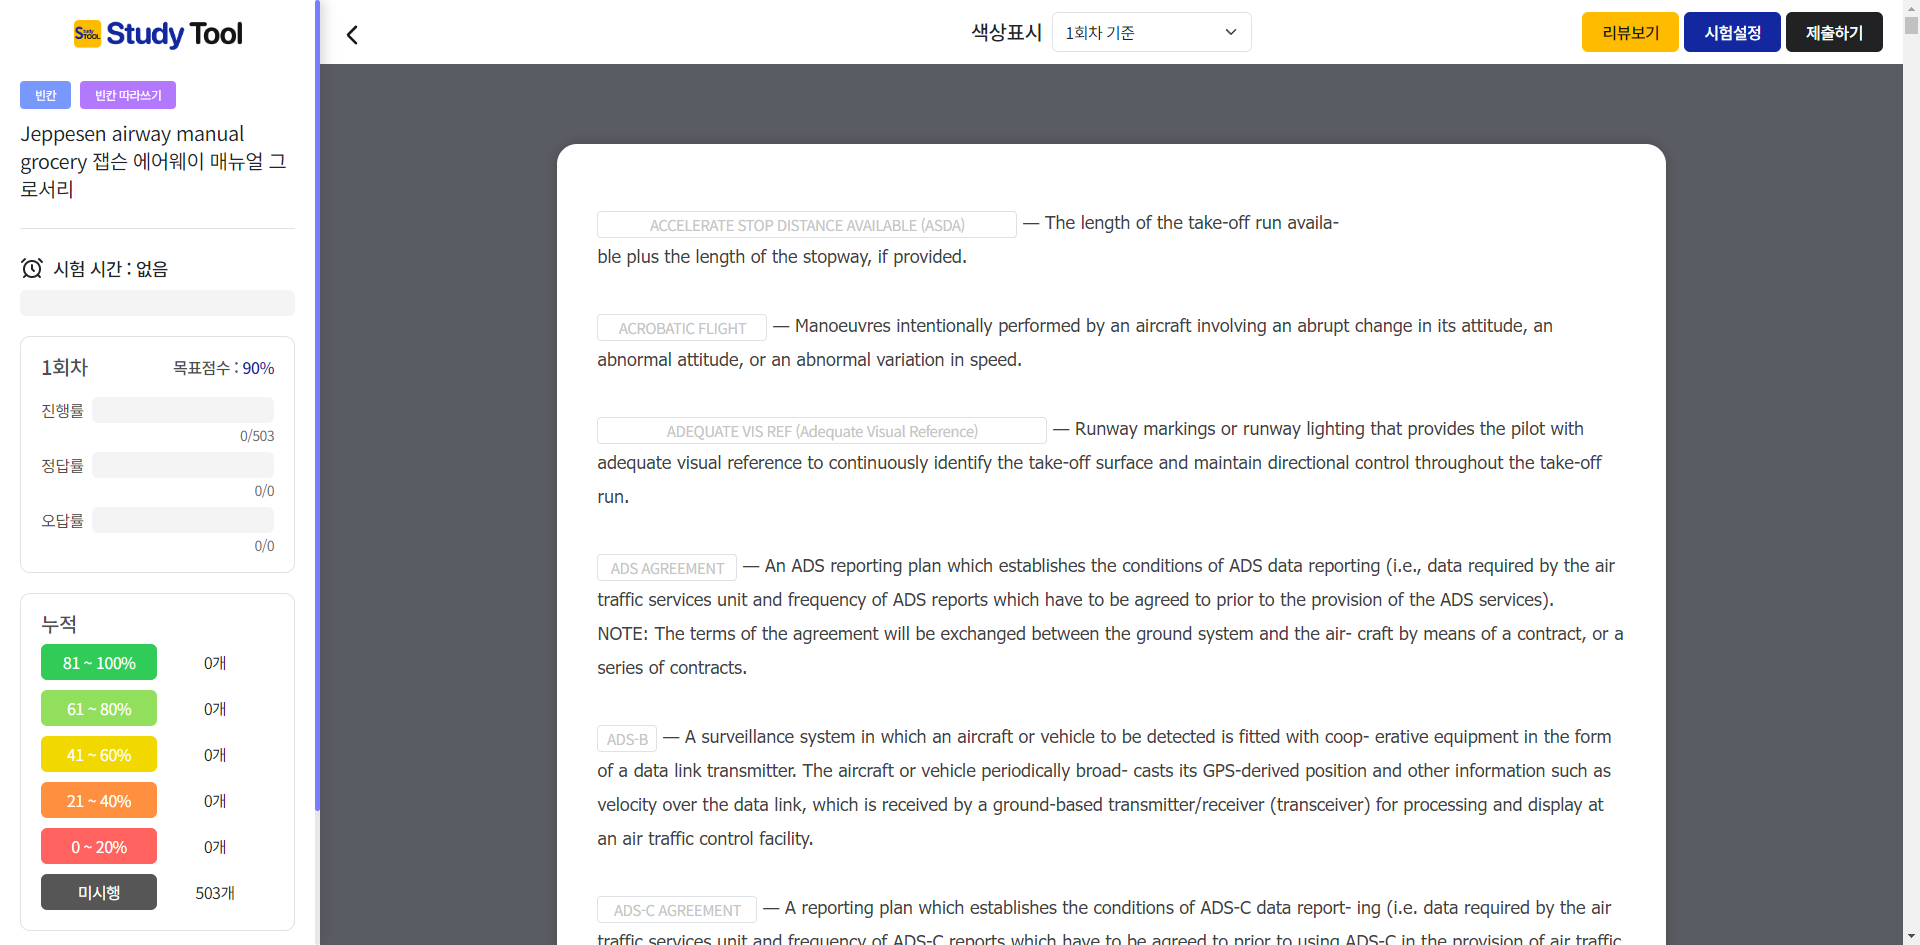 Study Tool
빈칸
빈칸 따라쓰기
Jeppesen airway manual
grocery 잽슨 에어웨이 매뉴얼 그
로서리
시험 시간 : 없음
1회차
목표점수 : 90%
진행률
0/503
정답률
0/0
오답률
0/0
누적
81 ~ 100%
0개
61 ~ 80%
0개
41 ~ 60%
0개
21 ~ 40%
0개
0 ~ 20%
0개
미시행
503개
색상표시
1회차 기준
리뷰보기
시험설정
제출하기
ACCELERATE STOP DISTANCE AVAILABLE (ASDA) — The length of the take-off run availa-
ble plus the length of the stopway, if provided.
ACROBATIC FLIGHT — Manoeuvres intentionally performed by an aircraft involving an abrupt change in its attitude, an
abnormal attitude, or an abnormal variation in speed.
ADEQUATE VIS REF (Adequate Visual Reference) — Runway markings or runway lighting that provides the pilot with
adequate visual reference to continuously identify the take-off surface and maintain directional control throughout the take-off
run.
ADS AGREEMENT — An ADS reporting plan which establishes the conditions of ADS data reporting (i.e., data required by the air
traffic services unit and frequency of ADS reports which have to be agreed to prior to the provision of the ADS services).
NOTE: The terms of the agreement will be exchanged between the ground system and the air- craft by means of a contract, or a
series of contracts.
ADS-B — A surveillance system in which an aircraft or vehicle to be detected is fitted with coop- erative equipment in the form
of a data link transmitter. The aircraft or vehicle periodically broad- casts its GPS-derived position and other information such as
velocity over the data link, which is received by a ground-based transmitter/receiver (transceiver) for processing and display at
an air traffic control facility.
ADS-C AGREEMENT — A reporting plan which establishes the conditions of ADS-C data report- ing (i.e. data required by the air
traffic services unit and frequency of ADS-C reports which have to be agreed to prior to using ADS-C in the provision of air traffic